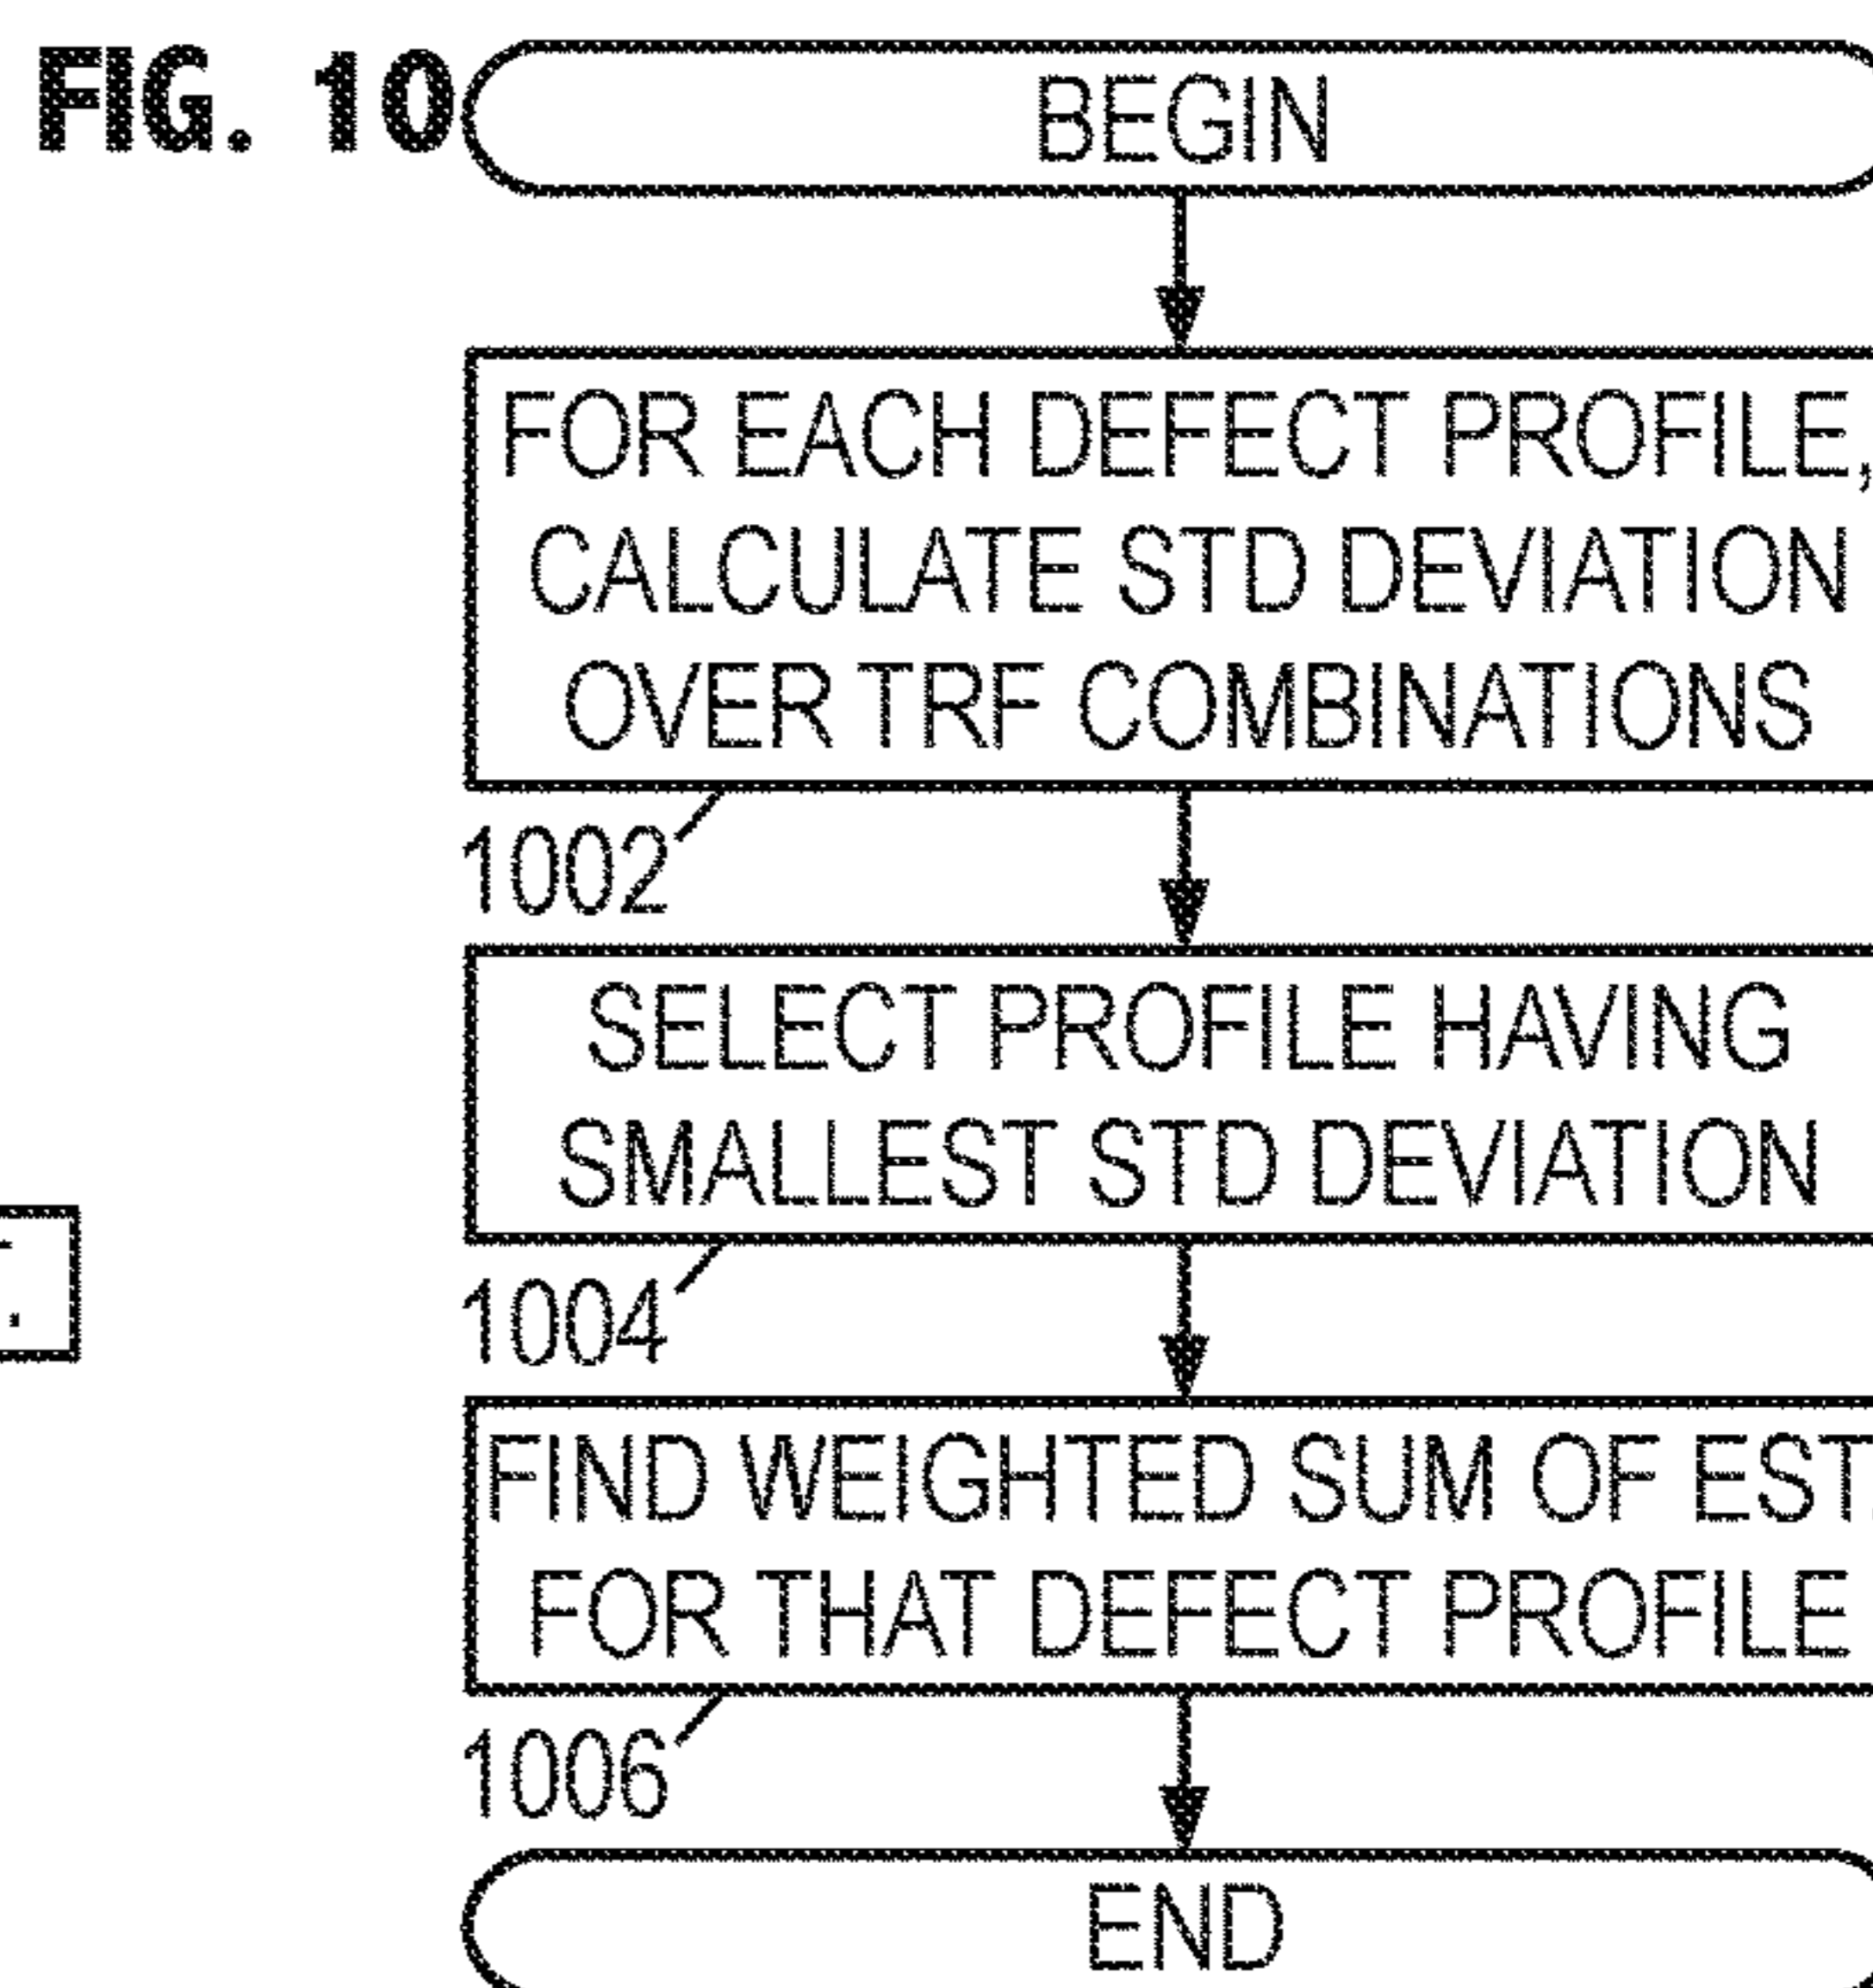 FIG. 10
BEGIN
FOR EACH DEFECT PROFILE,
CALCULATE STD DEVIATION
OVER TRF COMBINATIONS
1002
SELECT PROFILE HAVING
SMALLEST STD DEVIATION
1004
FIND WEIGHTED SUM OF EST.
FOR THAT DEFECT PROFILE
1006
END